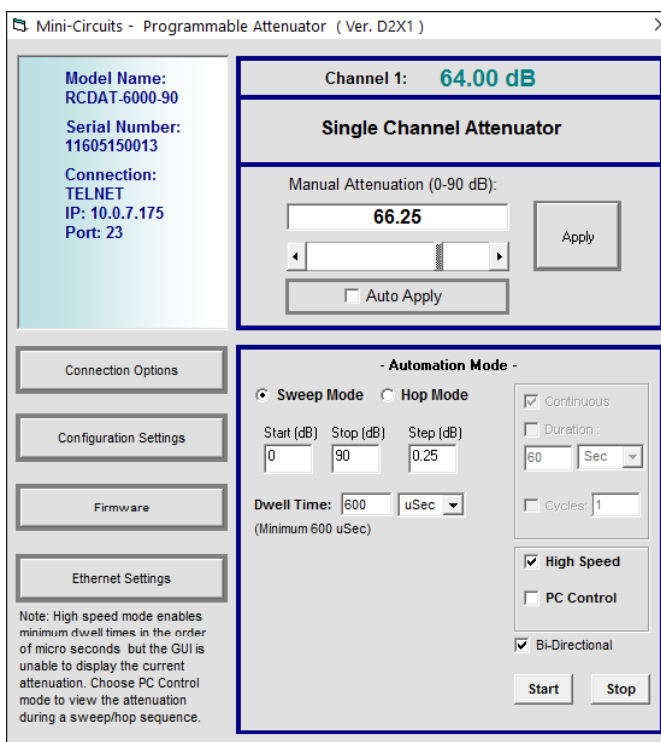 Mini-Circuits - Programmable Attenuator ( Ver. D2X1 )
Model Name:
RCDAT-6000-90
Serial Number:
11605150013
Connection:
TELNET
IP: 10.0.7.175
Port: 23
Channel 1: 64.00 dB
Single Channel Attenuator
Manual Attenuation (0-90 dB):
66.25
Apply
Auto Apply
Connection Options
Configuration Settings
Firmware
Ethernet Settings
Note: High speed mode enables
minimum dwell times in the order
of micro seconds but the GUI is
unable to display the current
attenuation. Choose PC Control
mode to view the attenuation
during a sweep/hop sequence.
- Automation Mode -
Sweep Mode Hop Mode
Start (dB) Stop (dB) Step (dB)
0 90 0.25
Dwell Time: 600 uSec
(Minimum 600 uSec)
Continuous
Duration :
60 Sec
Cycles: 1
High Speed
PC Control
Bi-Directional
Start Stop